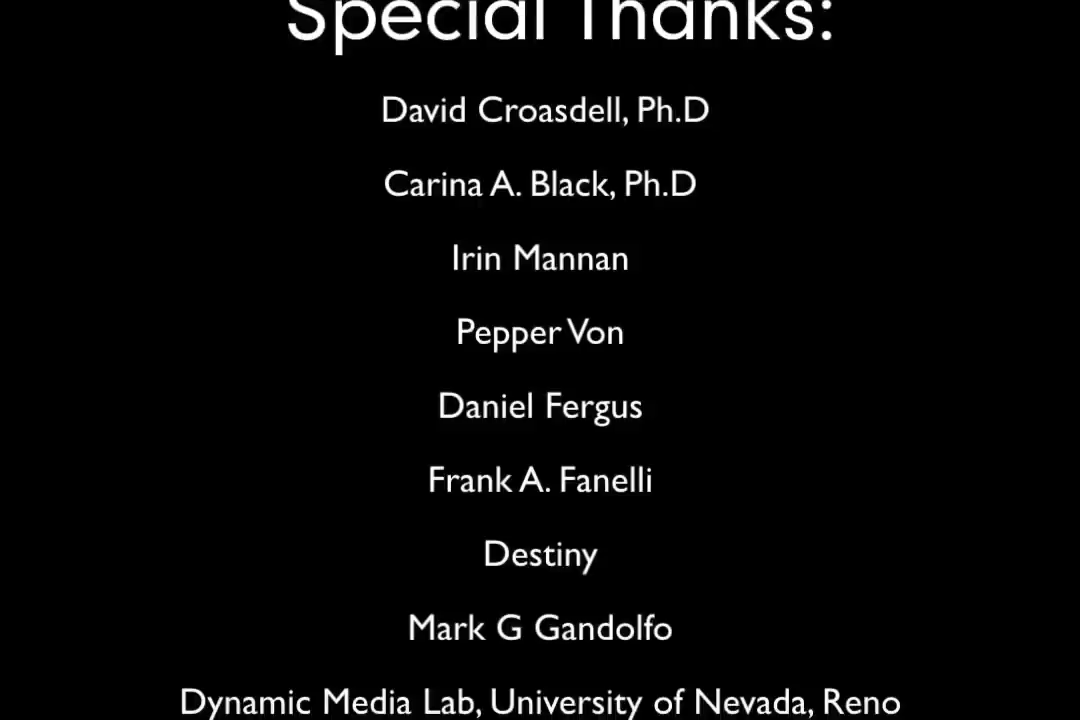 Special Thanks:
David Croasdell, Ph.D
Carina A. Black, Ph.D
Irin Mannan
Pepper Von
Daniel Fergus
Frank A. Fanelli
Destiny
Mark G Gandolfo
Dynamic Media Lab, University of Nevada, Reno